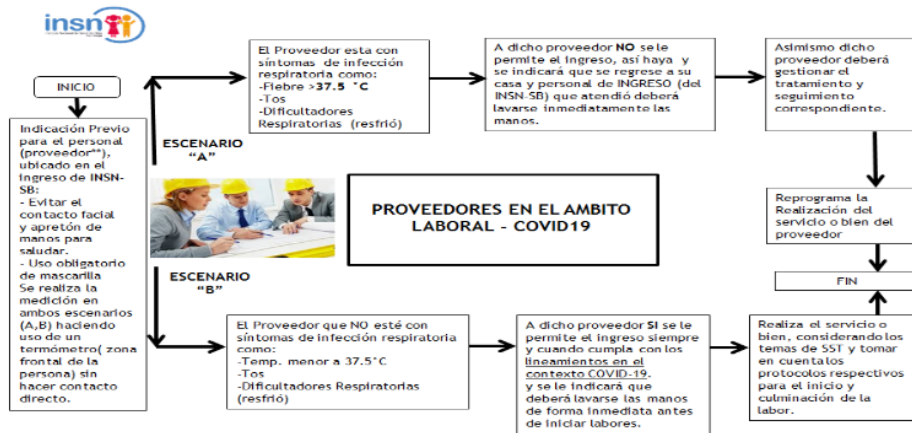 insn
INICIO
Indicación Previo
para el personal
(proveedor**),
ubicado en el
ingreso de INSN-
SB:
- Evitar el
contacto facial
y apretón de
manos para
saludar.
- Uso obligatorio
de mascarilla
Se realiza la
medición en
ambos escenarios
(A,B) haciendo
uso de un
termómetro( zona
frontal de la
persona) sin
hacer contacto
directo.
ESCENARIO
"A"
El Proveedor esta con
síntomas de infección
respiratoria como:
-Fiebre >37.5 °C
-Tos
-Dificultadores
Respiratorias (resfrió)
A dicho proveedor NO se le
permite el ingreso, así haya y
se indicará que se regrese a su
casa y personal de INGRESO (del
INSN-SB) que atendió deberá
lavarse inmediatamente las
manos.
Asimismo dicho
proveedor deberá
gestionar el
tratamiento y
seguimiento
correspondiente.
Reprograma la
Realización del
servicio o bien del
proveedor
FIN
PROVEEDORES EN EL AMBITO
LABORAL - COVID19
ESCENARIO
"B"
El Proveedor que NO esté con
síntomas de infección respiratoria
como:
-Temp. menor a 37.5°C
-Tos
-Dificultadores Respiratorias
(resfrió)
A dicho proveedor SI se le
permite el ingreso siempre
y cuando cumpla con los
lineamientos en el
contexto COVID-19.
y se le indicará que
deberá lavarse las manos
de forma inmediata antes
de iniciar labores.
Realiza el servicio o
bien, considerando los
temas de SST y tomar
en cuenta los
protocolos respectivos
para el inicio y
culminación de la
labor.